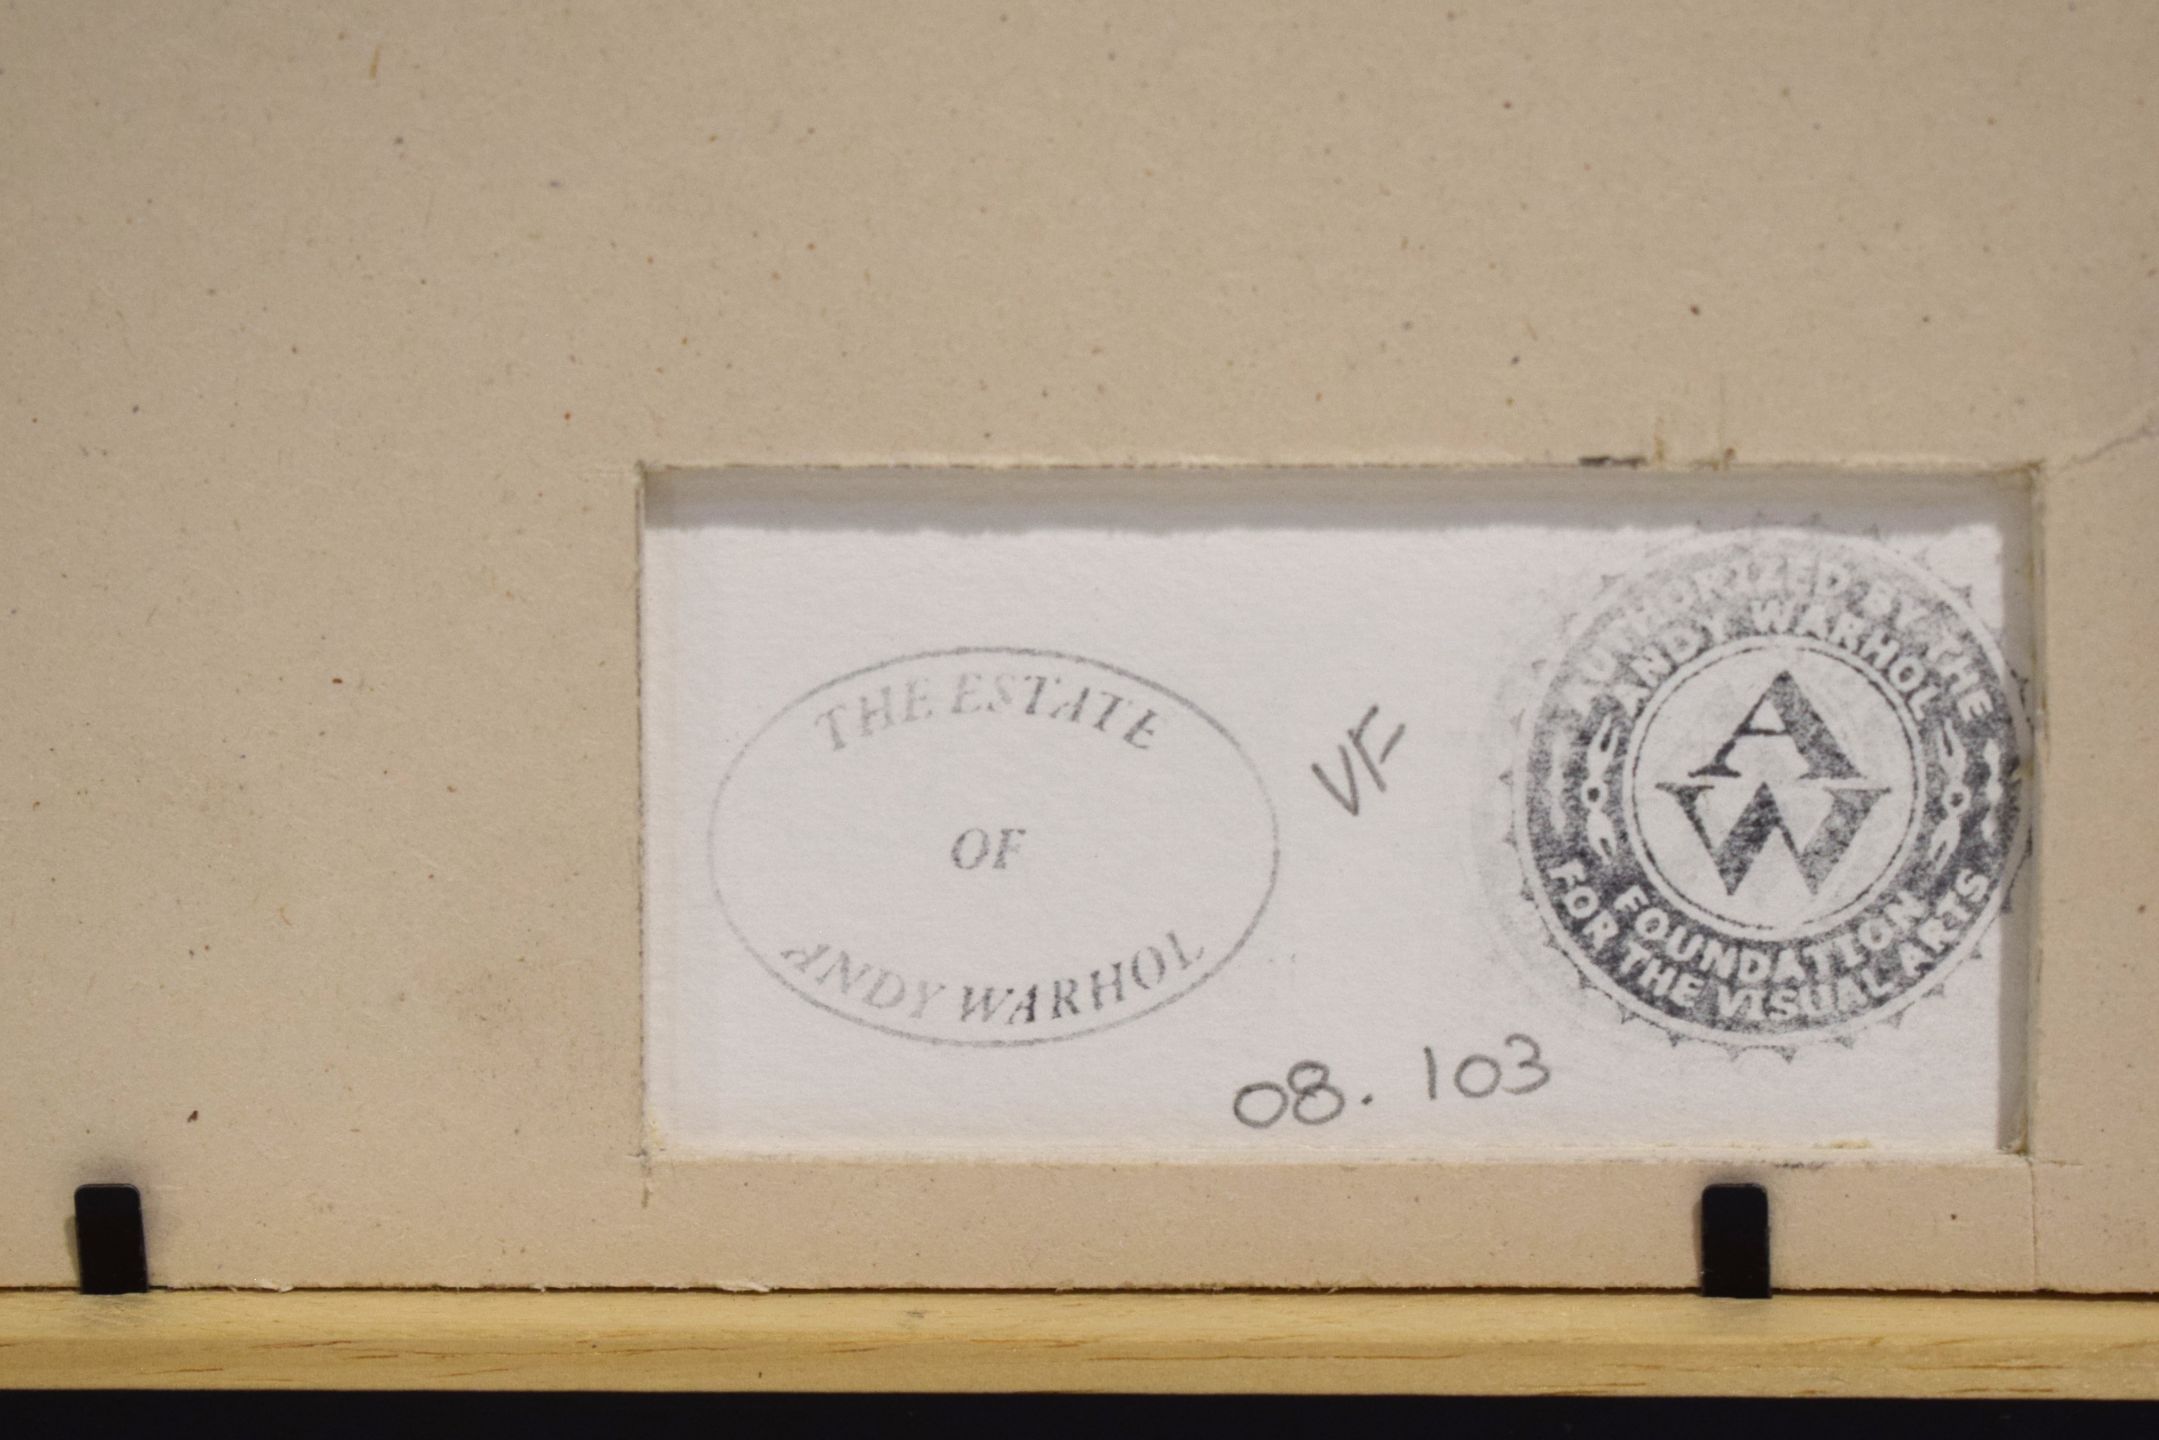 THE ESTATE
OF
ANDY WARHOL
VF
AUTHORIZED BY THE
ANDY WARHOL
AW
FOUNDATION
FOR THE VISUAL ARTS
08. 103